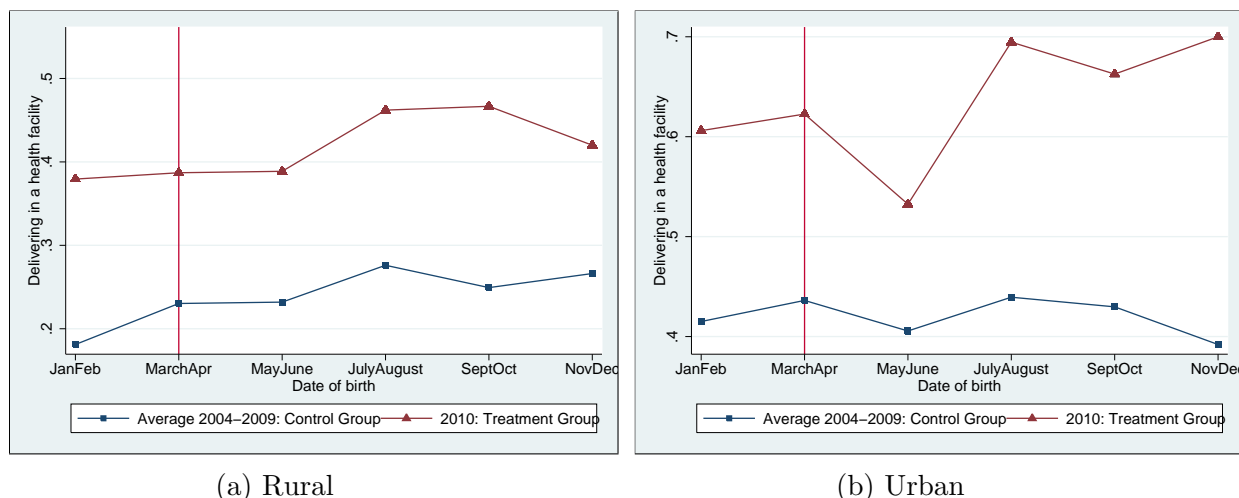 Delivering in a health facility
.5
.4
.3
.2
JanFeb MarchApr MayJune JulyAugust SeptOct NovDec
Date of birth
Average 2004−2009: Control Group 2010: Treatment Group
(a) Rural
Delivering in a health facility
.7
.6
.5
.4
JanFeb MarchApr MayJune JulyAugust SeptOct NovDec
Date of birth
Average 2004−2009: Control Group 2010: Treatment Group
(b) Urban